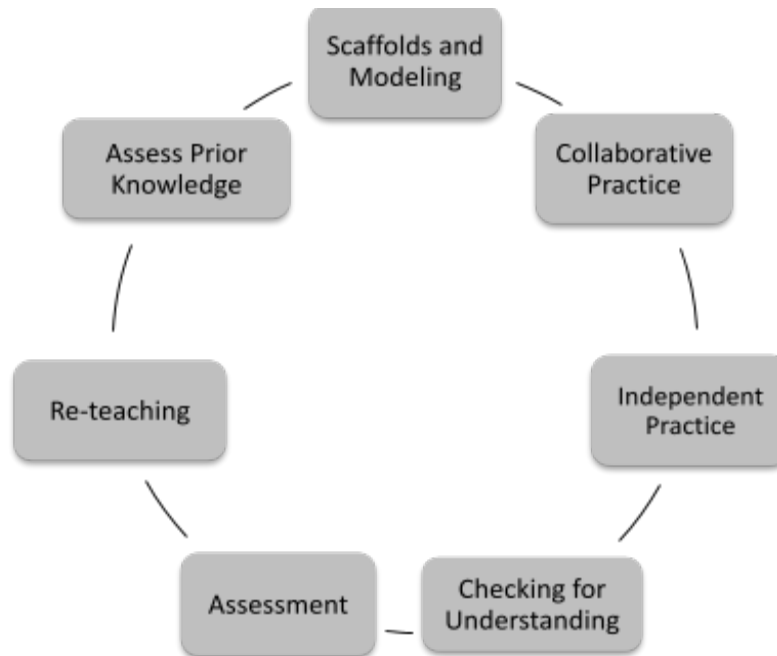 Scaffolds and
Modeling
Collaborative
Practice
Independent
Practice
Checking for
Understanding
Assessment
Re-teaching
Assess Prior
Knowledge